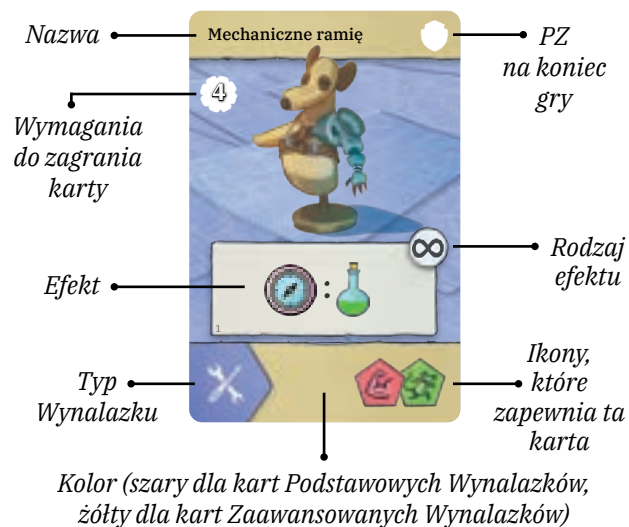 Nazwa
Mechaniczne ramię
PZ
na koniec
gry
4
Wymagania
do zagrania
karty
Efekt
:
1
Rodzaj
efektu
Typ
Wynalazku
Ikony,
które
zapewnia ta
karta
Kolor (szary dla kart Podstawowych Wynalazków,
żółty dla kart Zaawansowanych Wynalazków)